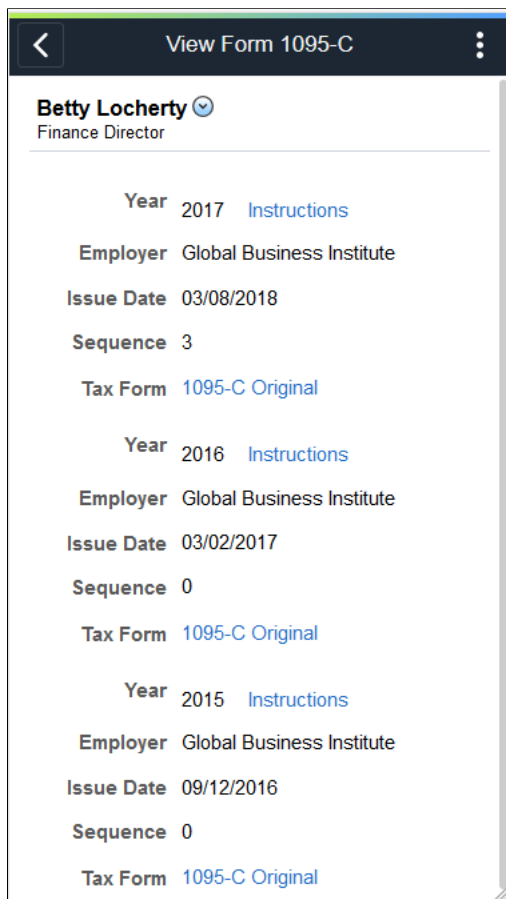 View Form 1095-C
Betty Locherty
Finance Director
Year 2017 Instructions
Employer Global Business Institute
Issue Date 03/08/2018
Sequence 3
Tax Form 1095-C Original
Year 2016 Instructions
Employer Global Business Institute
Issue Date 03/02/2017
Sequence 0
Tax Form 1095-C Original
Year 2015 Instructions
Employer Global Business Institute
Issue Date 09/12/2016
Sequence 0
Tax Form 1095-C Original